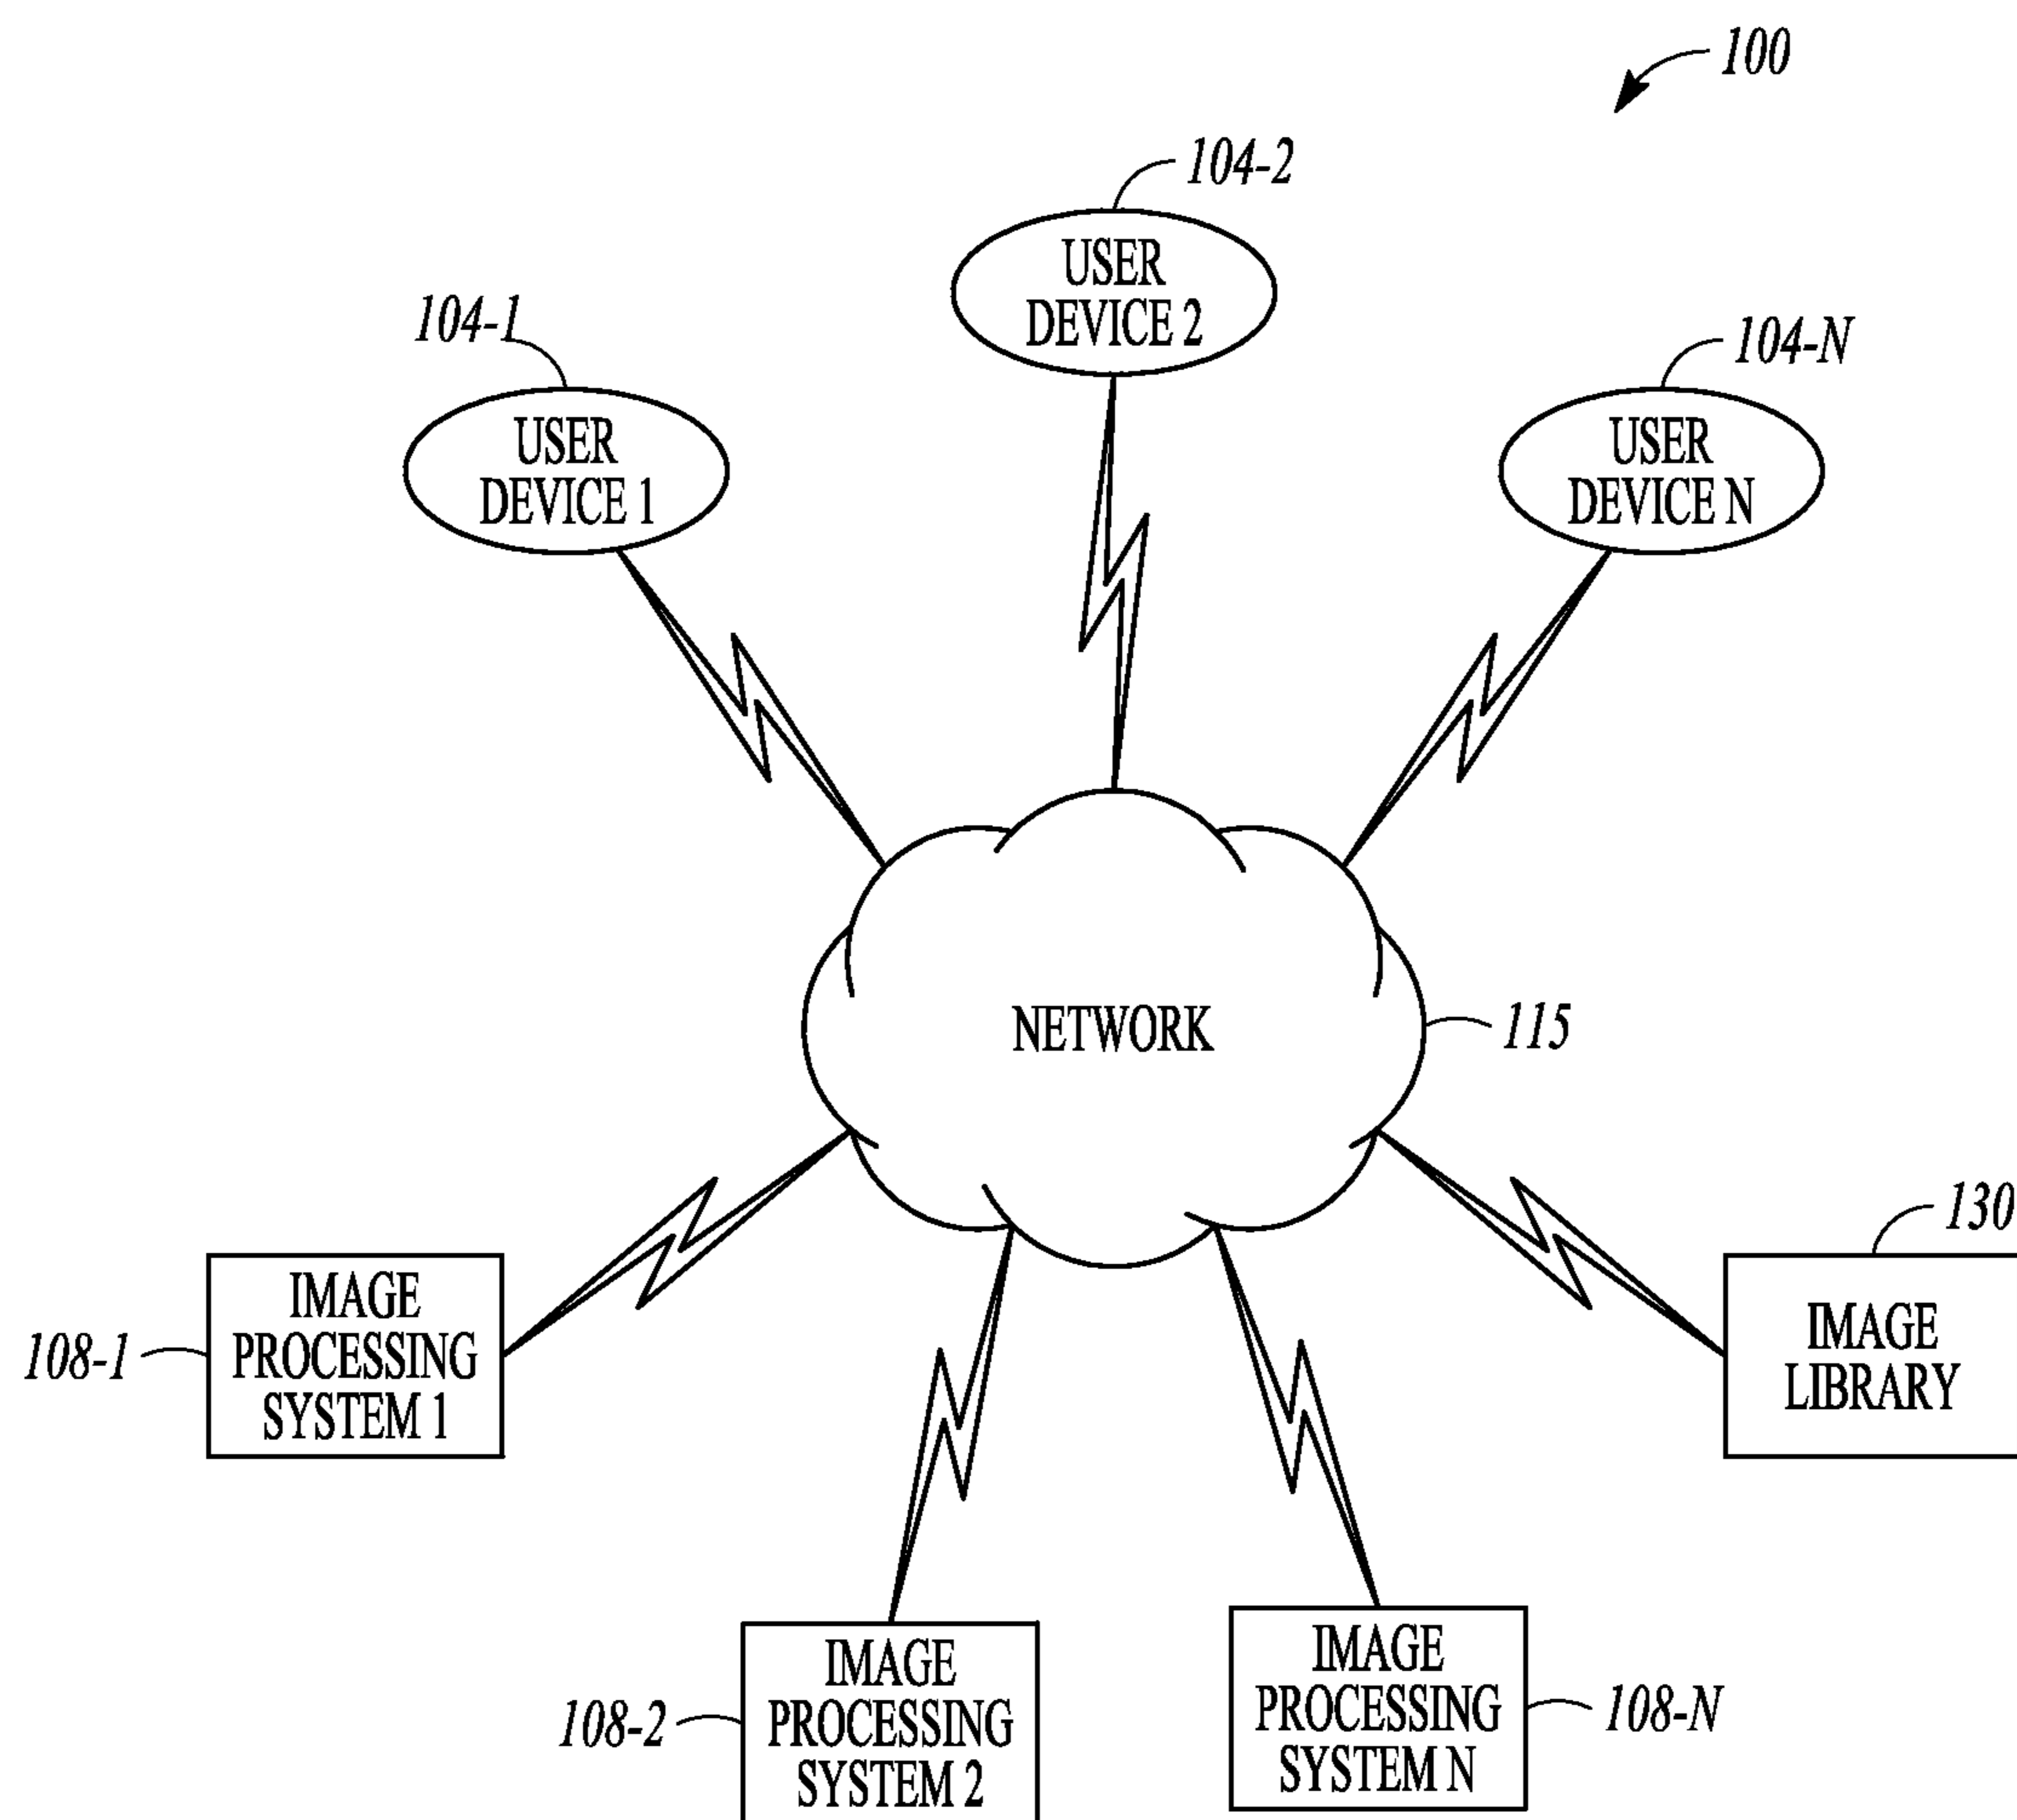 100
104-2
USER
DEVICE 2
104-1
USER
DEVICE 1
104-N
USER
DEVICE N
NETWORK
115
130
IMAGE
LIBRARY
108-1
IMAGE
PROCESSING
SYSTEM 1
108-2
IMAGE
PROCESSING
SYSTEM 2
IMAGE
PROCESSING
SYSTEM N
108-N